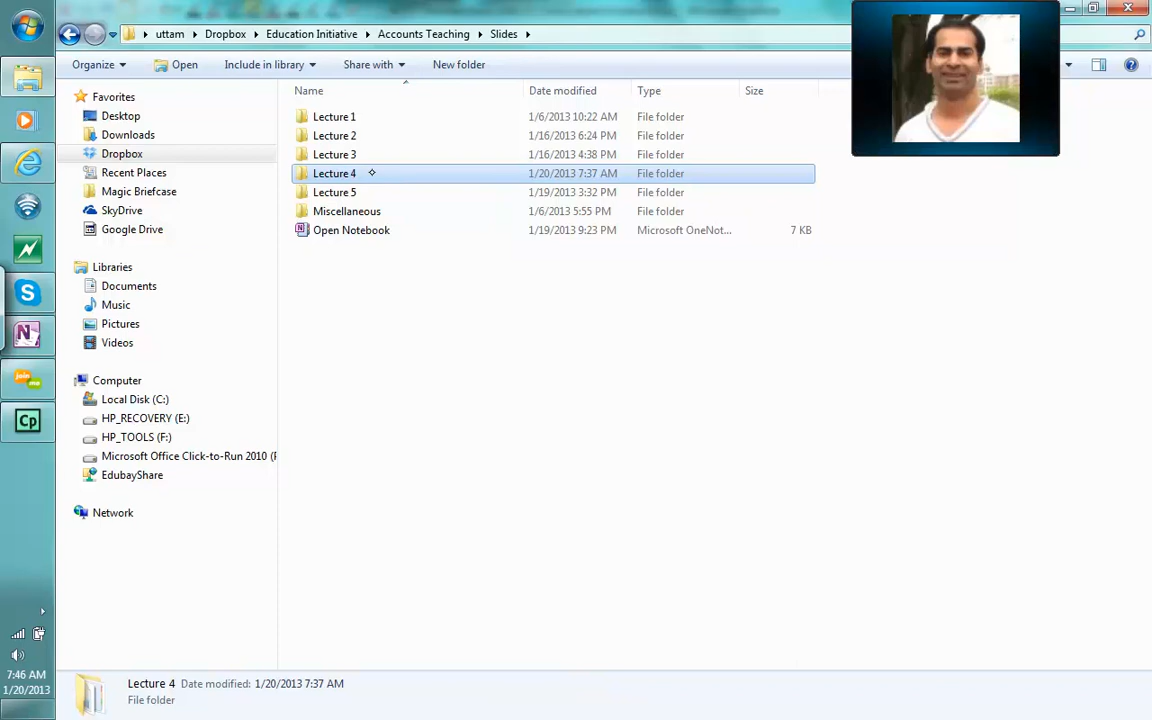 uttam Dropbox Education Initiative Accounts Teaching Slides
Organize Open Include in library Share with New folder
Name Date modified Type Size
Favorites
Desktop
Downloads
Dropbox
Recent Places
Magic Briefcase
SkyDrive
Google Drive
Libraries
Documents
Music
Pictures
Videos
Computer
Local Disk (C:)
HP_RECOVERY (E:)
HP_TOOLS (F:)
Microsoft Office Click-to-Run 2010 (
EdubayShare
Network
Lecture 1 1/6/2013 10:22 AM File folder
Lecture 2 1/16/2013 6:24 PM File folder
Lecture 3 1/16/2013 4:38 PM File folder
Lecture 4 1/20/2013 7:37 AM File folder
Lecture 5 1/19/2013 3:32 PM File folder
Miscellaneous 1/6/2013 5:55 PM File folder
Open Notebook 1/19/2013 9:23 PM Microsoft OneNot... 7 KB
join
me
Cp
7:46 AM
1/20/2013
Lecture 4 Date modified: 1/20/2013 7:37 AM
File folder